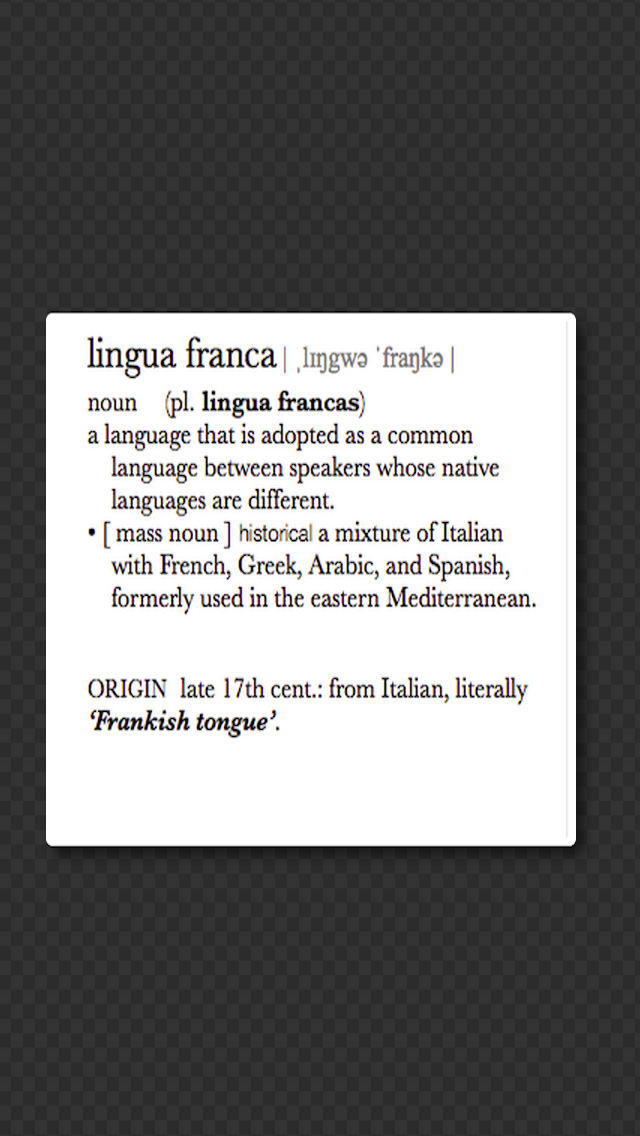 lingua franca | ˌlɪŋgwə ˈfraŋkə |
noun (pl. lingua francas)
a language that is adopted as a common
language between speakers whose native
languages are different.
• [ mass noun ] historical a mixture of Italian
with French, Greek, Arabic, and Spanish,
formerly used in the eastern Mediterranean.
ORIGIN late 17th cent.: from Italian, literally
‘Frankish tongue’.